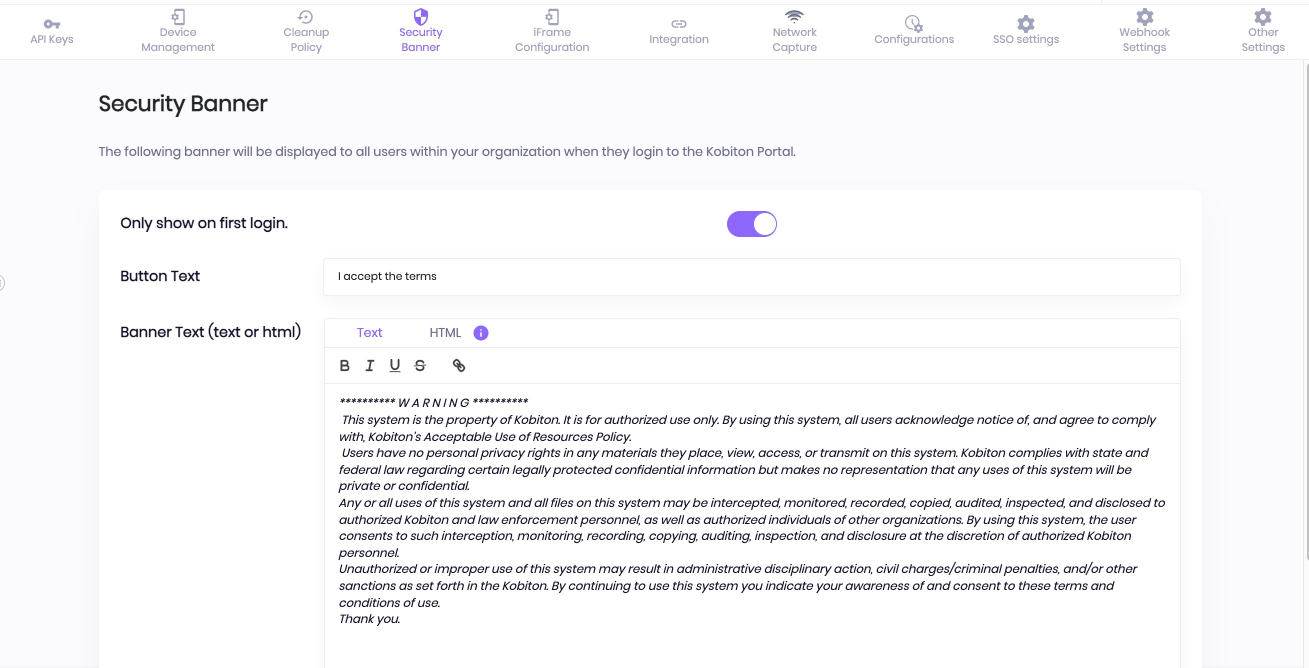 API Keys
Device
Management
Cleanup
Policy
Security
Banner
iFrame
Configuration
Integration
Network
Capture
Configurations
SSO settings
Webhook
Settings
Other
Settings
Security Banner
The following banner will be displayed to all users within your organization when they login to the Kobiton Portal.
Only show on first login.
Button Text
I accept the terms
Banner Text (text or html)
Text HTML i
B I U S
********** W A R N I N G **********
This system is the property of Kobiton. It is for authorized use only. By using this system, all users acknowledge notice of, and agree to comply
with, Kobiton's Acceptable Use of Resources Policy.
Users have no personal privacy rights in any materials they place, view, access, or transmit on this system. Kobiton complies with state and
federal law regarding certain legally protected confidential information but makes no representation that any uses of this system will be
private or confidential.
Any or all uses of this system and all files on this system may be intercepted, monitored, recorded, copied, audited, inspected, and disclosed to
authorized Kobiton and law enforcement personnel, as well as authorized individuals of other organizations. By using this system, the user
consents to such interception, monitoring, recording, copying, auditing, inspection, and disclosure at the discretion of authorized Kobiton
personnel.
Unauthorized or improper use of this system may result in administrative disciplinary action, civil charges/criminal penalties, and/or other
sanctions as set forth in the Kobiton. By continuing to use this system you indicate your awareness of and consent to these terms and
conditions of use.
Thank you.